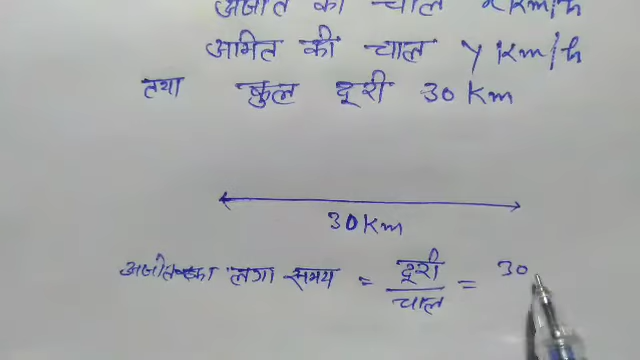 अजीत की चाल x Km/h
अमित की चाल y Km/h
तथा कुल दूरी 30 Km
30 Km
अजीत का लगा समय = दूरी / चाल = 30